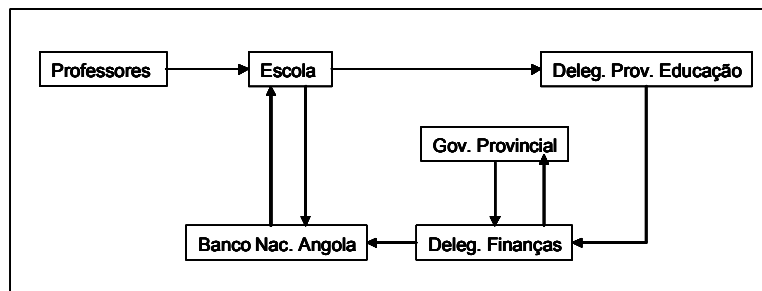 Professores
Escola
Deleg. Prov. Educação
Gov. Provincial
Banco Nac. Angola
Deleg. Finanças